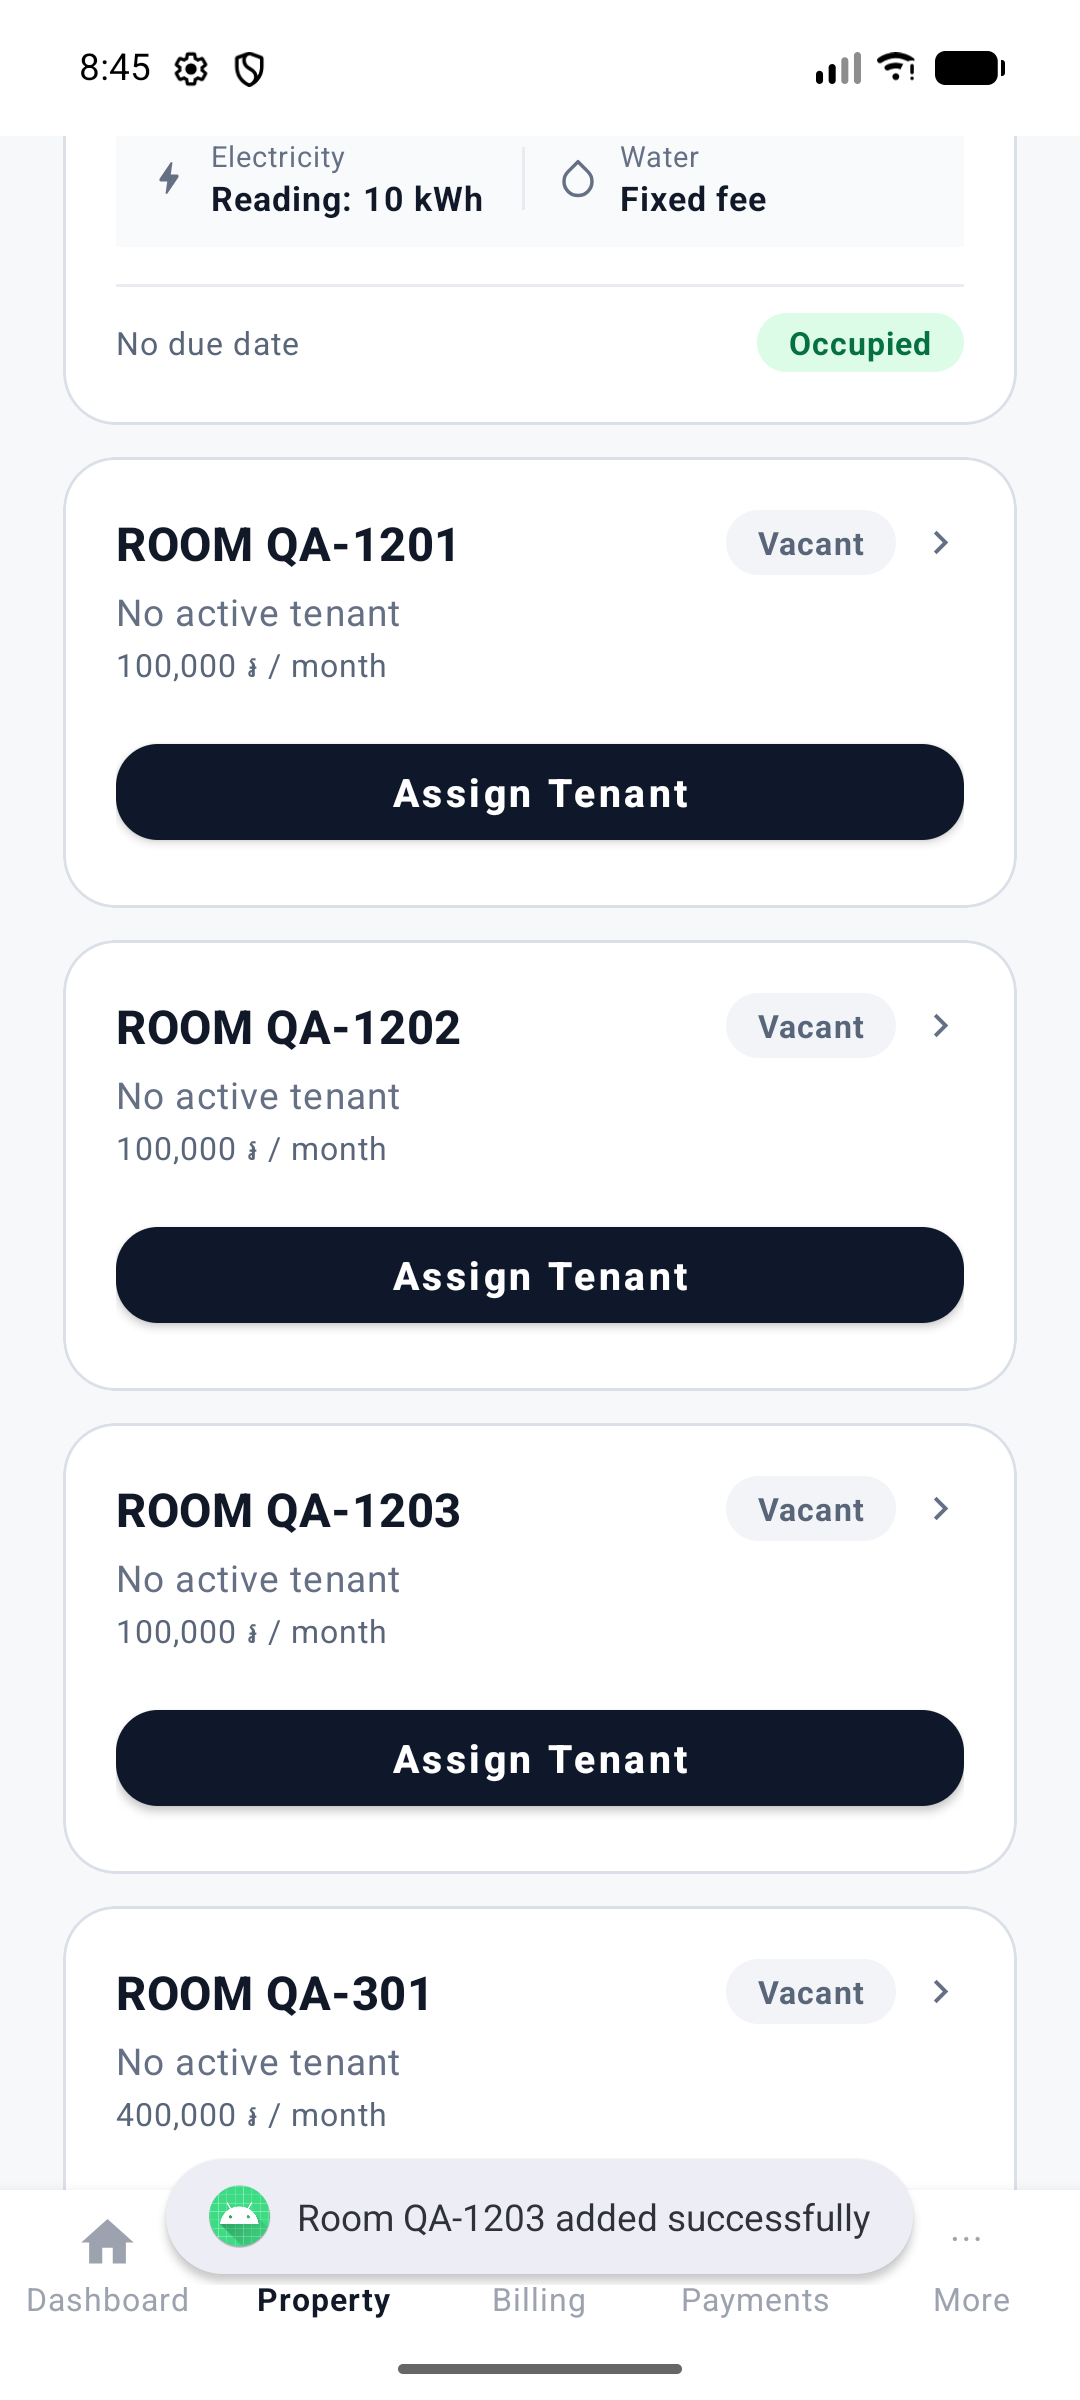 8:45
Electricity
Reading: 10 kWh
Water
Fixed fee
No due date
Occupied
ROOM QA-1201
Vacant
No active tenant
100,000 ៛ / month
Assign Tenant
ROOM QA-1202
Vacant
No active tenant
100,000 ៛ / month
Assign Tenant
ROOM QA-1203
Vacant
No active tenant
100,000 ៛ / month
Assign Tenant
ROOM QA-301
Vacant
No active tenant
400,000 ៛ / month
Room QA-1203 added successfully
Dashboard
Property
Billing
Payments
More